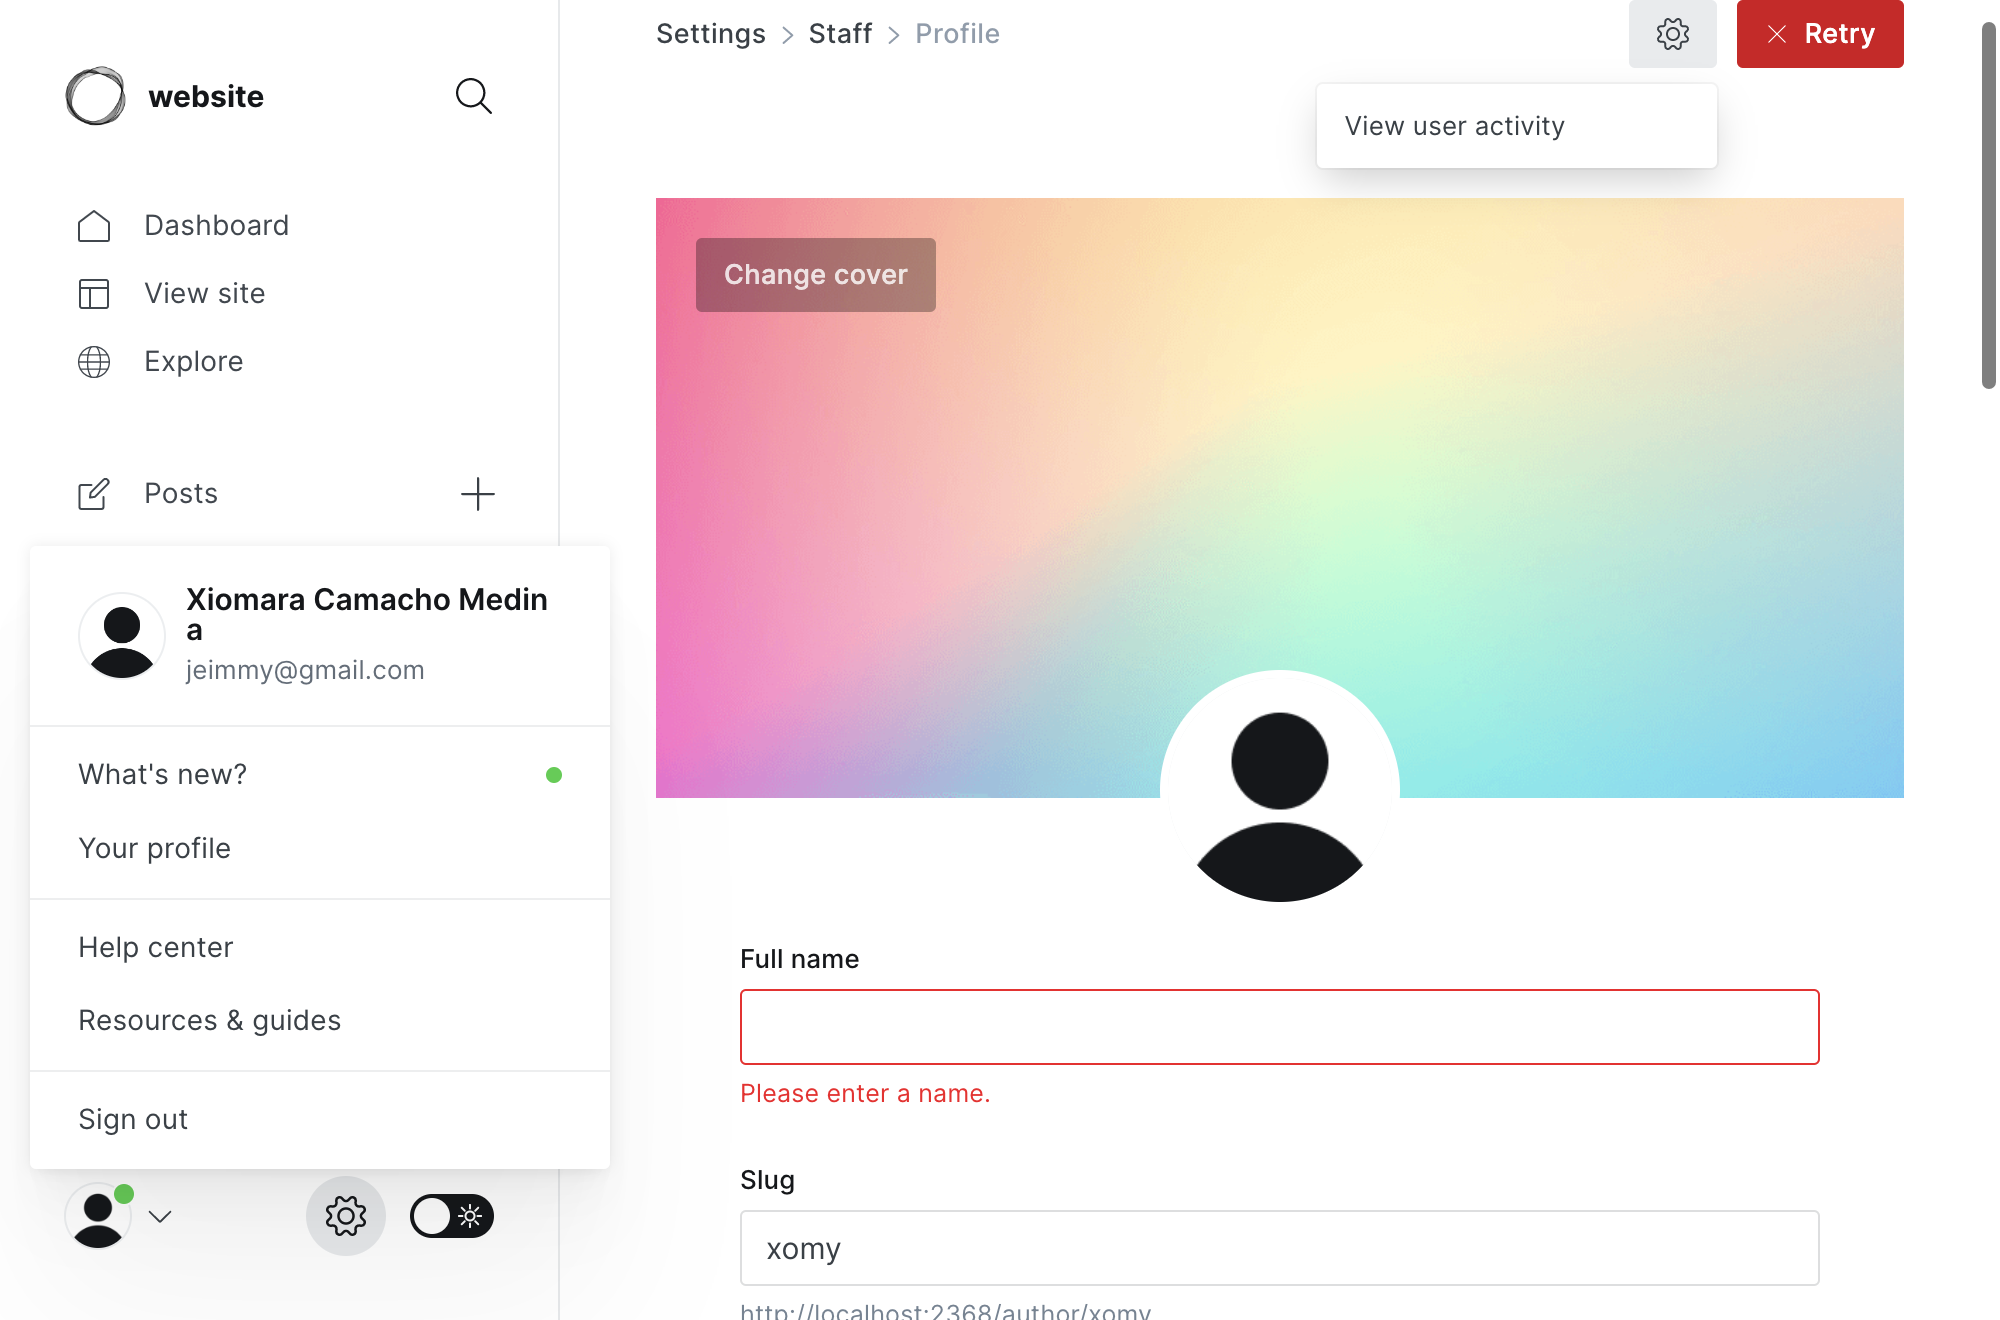 website
Dashboard
View site
Explore
Posts
Xiomara Camacho Medin
a
jeimmy@gmail.com
What's new?
Your profile
Help center
Resources & guides
Sign out
Settings > Staff > Profile
Retry
View user activity
Change cover
Full name
Please enter a name.
Slug
xomy
http://localhost:2368/author/xomy